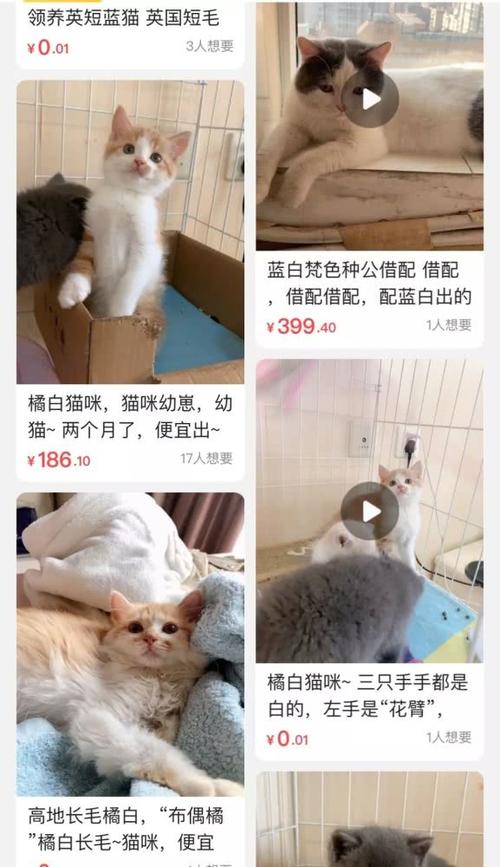 领养英短蓝猫 英国短毛
¥0.01
3人想要
橘白猫咪，猫咪幼崽，幼
猫~ 两个月了，便宜出~
¥186.10
17人想要
高地长毛橘白，“布偶橘
”橘白长毛~猫咪，便宜
蓝白梵色种公借配 借配
，借配借配，配蓝白出的
¥399.40
1人想要
橘白猫咪~ 三只手手都是
白的，左手是“花臂”，
¥0.01
1人想要